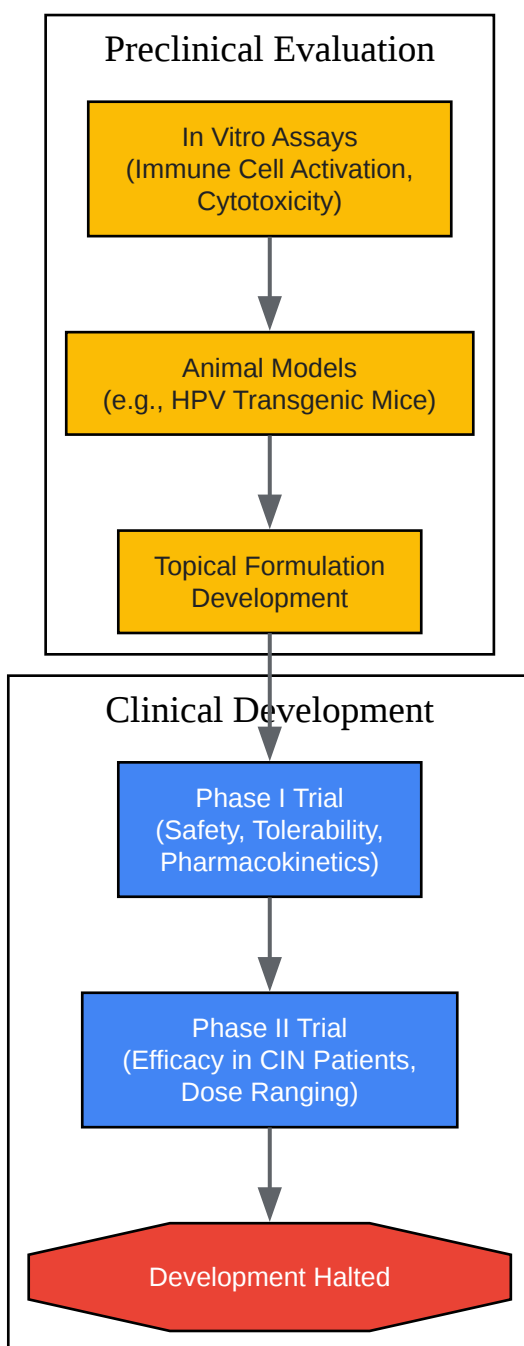 Preclinical Evaluation
In Vitro Assays
(Immune Cell Activation,
Cytotoxicity)
Animal Models
(e.g., HPV Transgenic Mice)
Topical Formulation
Development
Clinical Development
Phase I Trial
(Safety, Tolerability,
Pharmacokinetics)
Phase II Trial
(Efficacy in CIN Patients,
Dose Ranging)
Development Halted